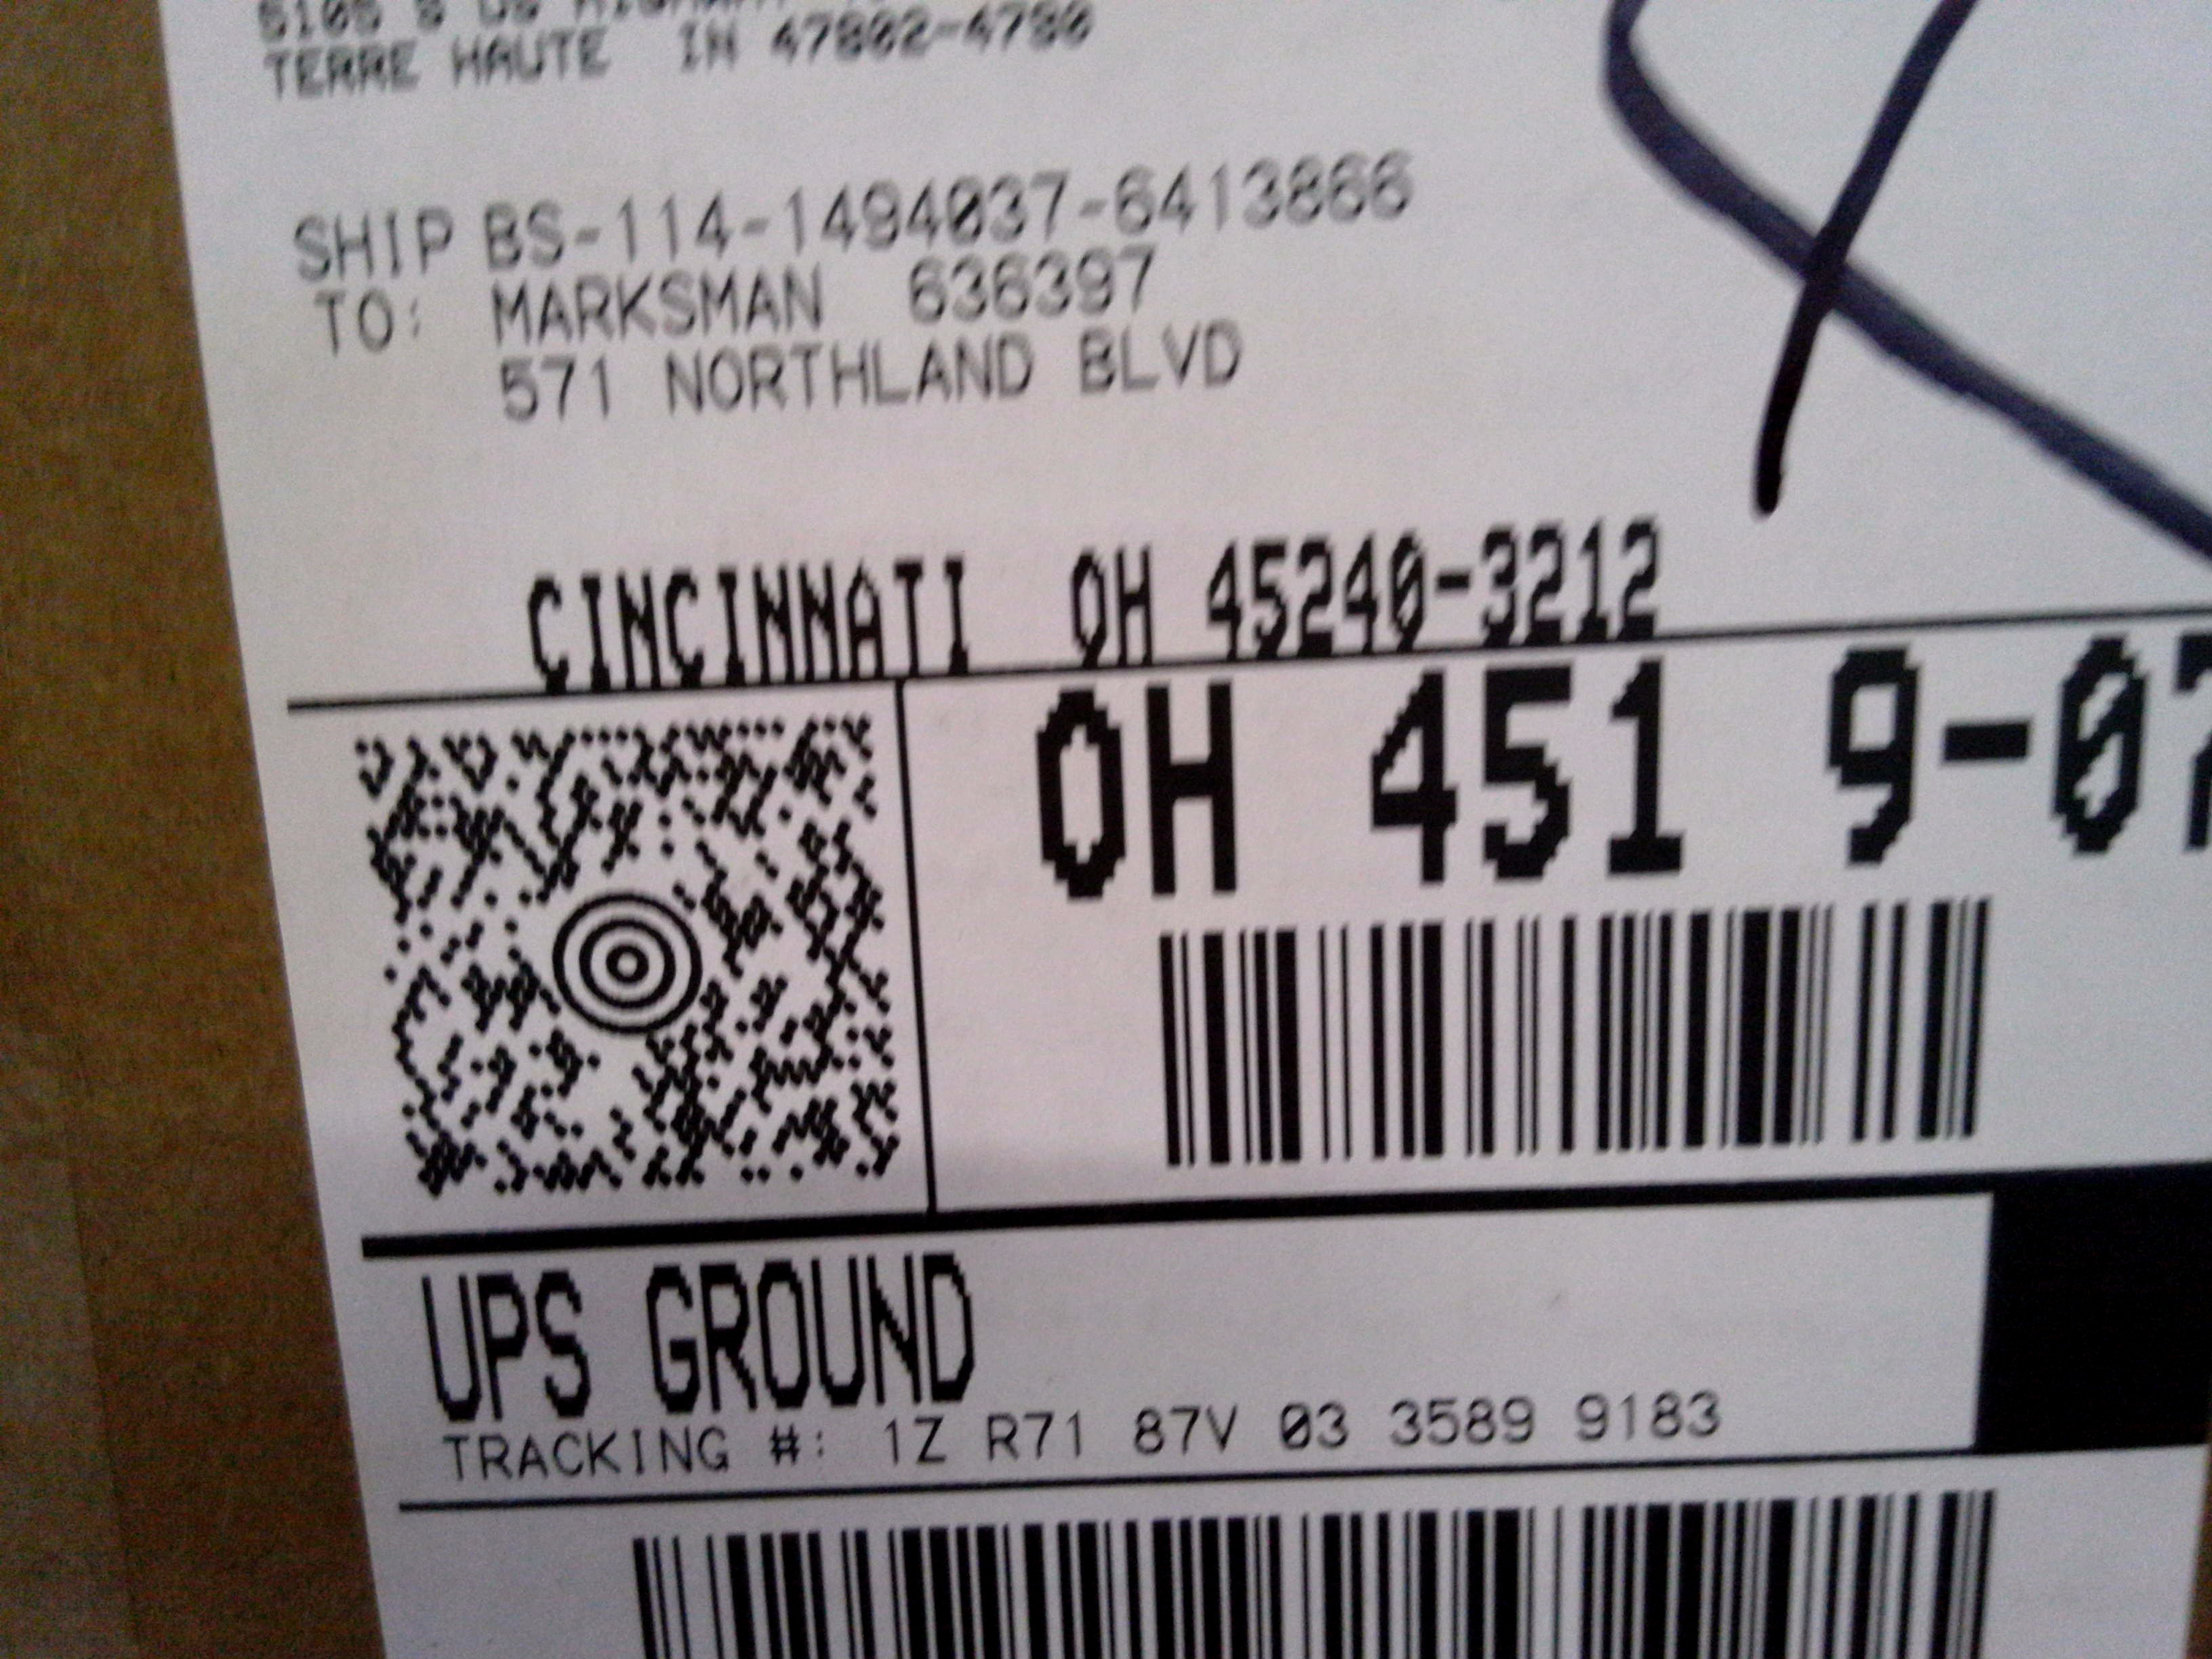 TERRE HAUTE IN 47802-4780
SHIP BS-114-1494037-6413866
TO: MARKSMAN 636397
571 NORTHLAND BLVD
CINCINNATI OH 45240-3212
OH 451 9-07
UPS GROUND
TRACKING #: 1Z R71 87V 03 3589 9183